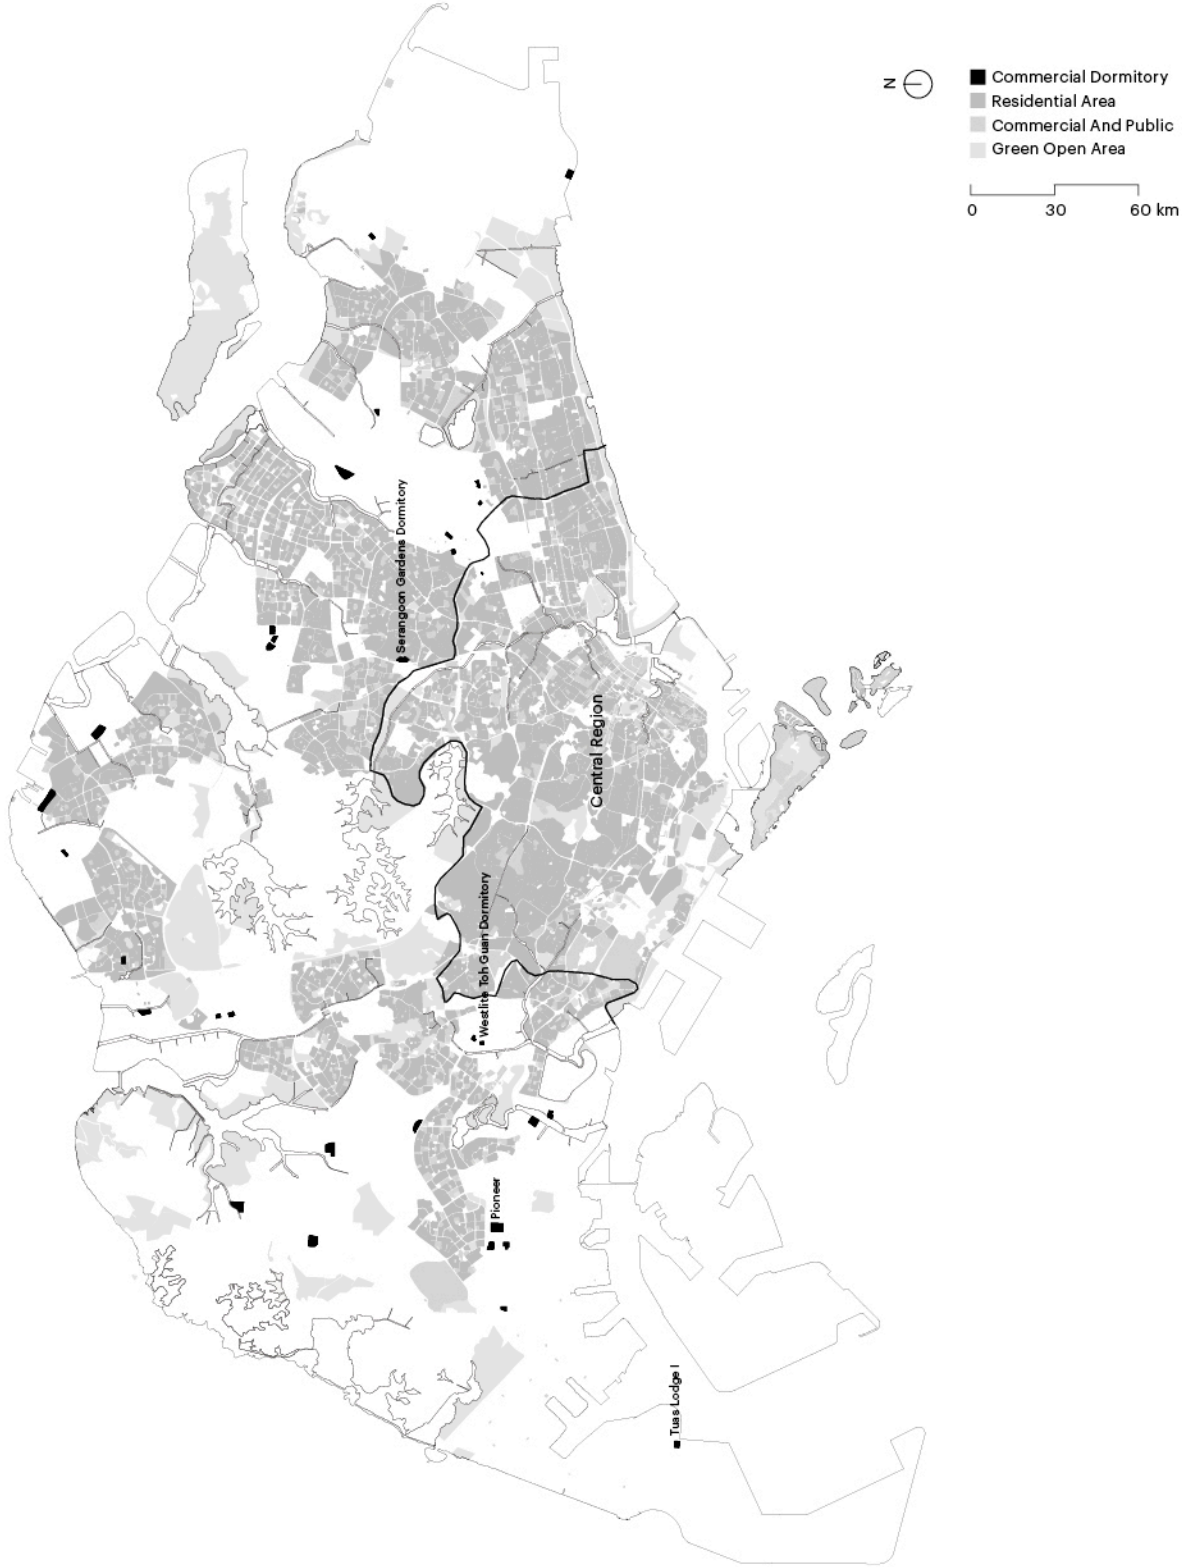 N
Commercial Dormitory
Residential Area
Commercial And Public
Green Open Area
0 30 60 km
Serangoon Gardens Dormitory
Central Region
Westlite Toh Guan Dormitory
Pioneer
Tuas Lodge I